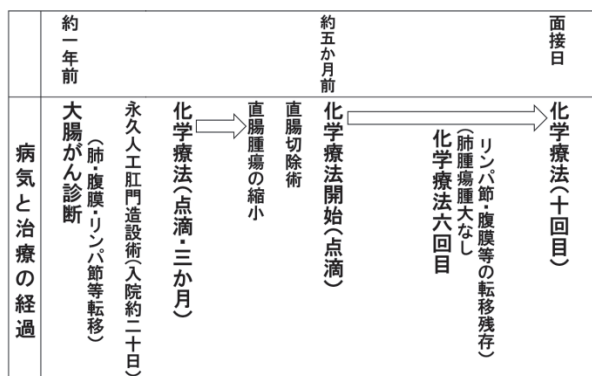 約一年前
約五か月前
面接日
病気と治療の経過
大腸がん診断
（肺・腹膜・リンパ節等転移）
永久人工肛門造設術（入院約二十日）
化学療法（点滴・三か月）
直腸腫瘍の縮小
直腸切除術
化学療法開始（点滴）
化学療法六回目
（肺腫瘍腫大なし
リンパ節・腹膜等の転移残存）
化学療法（十回目）